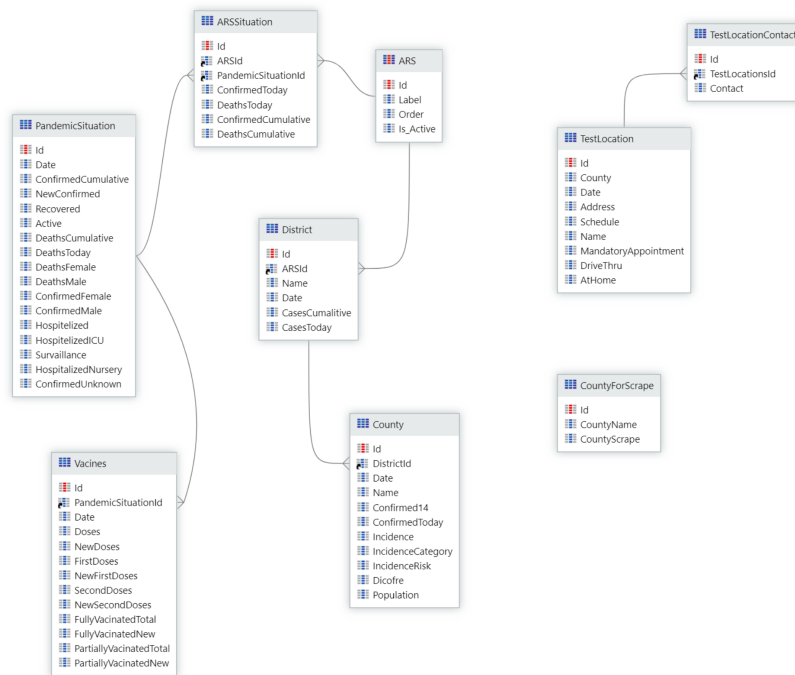 ARSSituation
Id
ARSId
PandemicSituationId
ConfirmedToday
DeathsToday
ConfirmedCumulative
DeathsCumulative
ARS
Id
Label
Order
Is_Active
TestLocationContact
Id
TestLocationsId
Contact
PandemicSituation
Id
Date
ConfirmedCumulative
NewConfirmed
Recovered
Active
DeathsCumulative
DeathsToday
DeathsFemale
DeathsMale
ConfirmedFemale
ConfirmedMale
Hospitelized
HospitelizedICU
Survaillance
HospitalizedNursery
ConfirmedUnknown
TestLocation
Id
County
Date
Address
Schedule
Name
MandatoryAppointment
DriveThru
AtHome
District
Id
ARSId
Name
Date
CasesCumalitive
CasesToday
CountyForScrape
Id
CountyName
CountyScrape
County
Id
DistrictId
Date
Name
Confirmed14
ConfirmedToday
Incidence
IncidenceCategory
IncidenceRisk
Dicofre
Population
Vacines
Id
PandemicSituationId
Date
Doses
NewDoses
FirstDoses
NewFirstDoses
SecondDoses
NewSecondDoses
FullyVacinatedTotal
FullyVacinatedNew
PartiallyVacinatedTotal
PartiallyVacinatedNew